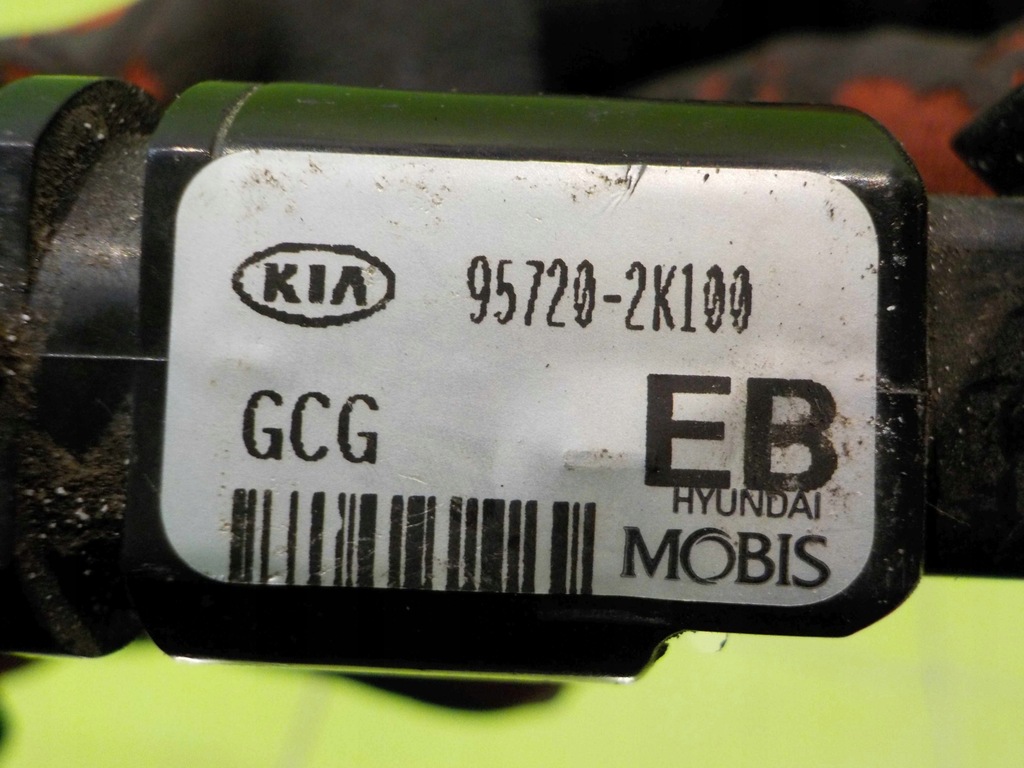 KIA 95720-2K100
GCG
EB
HYUNDAI
MOBIS